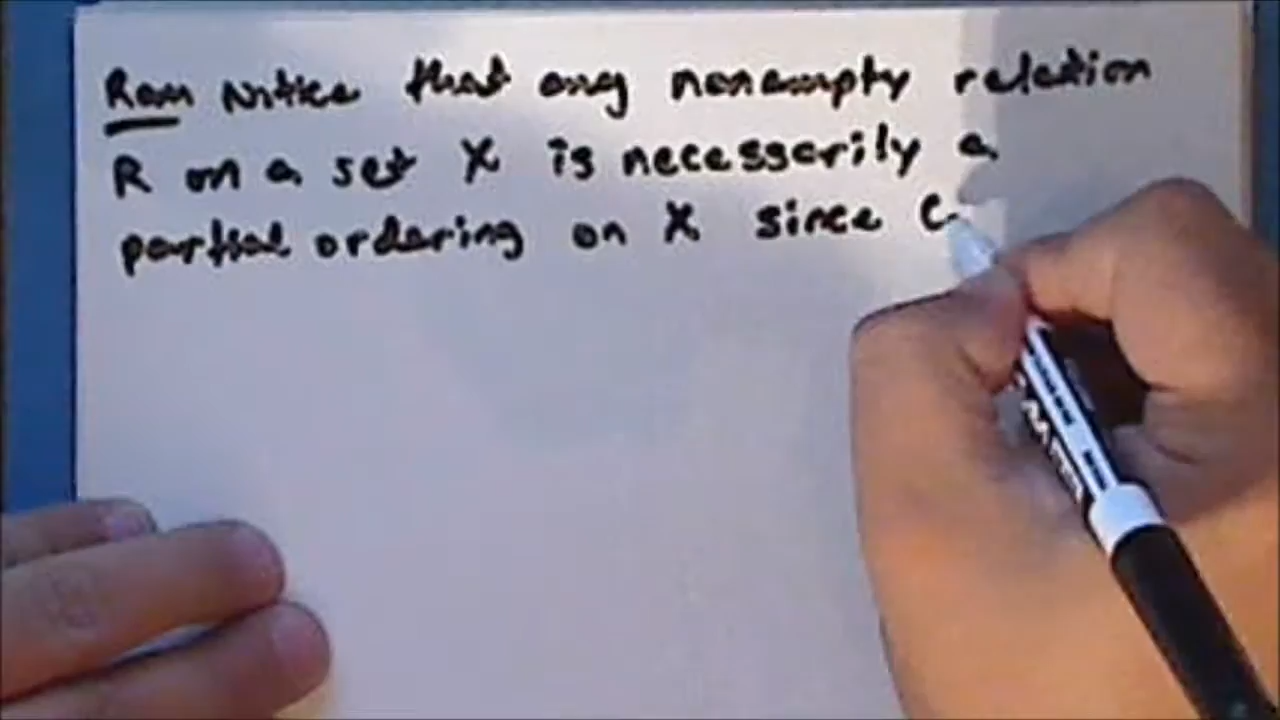 Rem Notice that any nonempty relation
R on a set X is necessarily a
partial ordering on X since